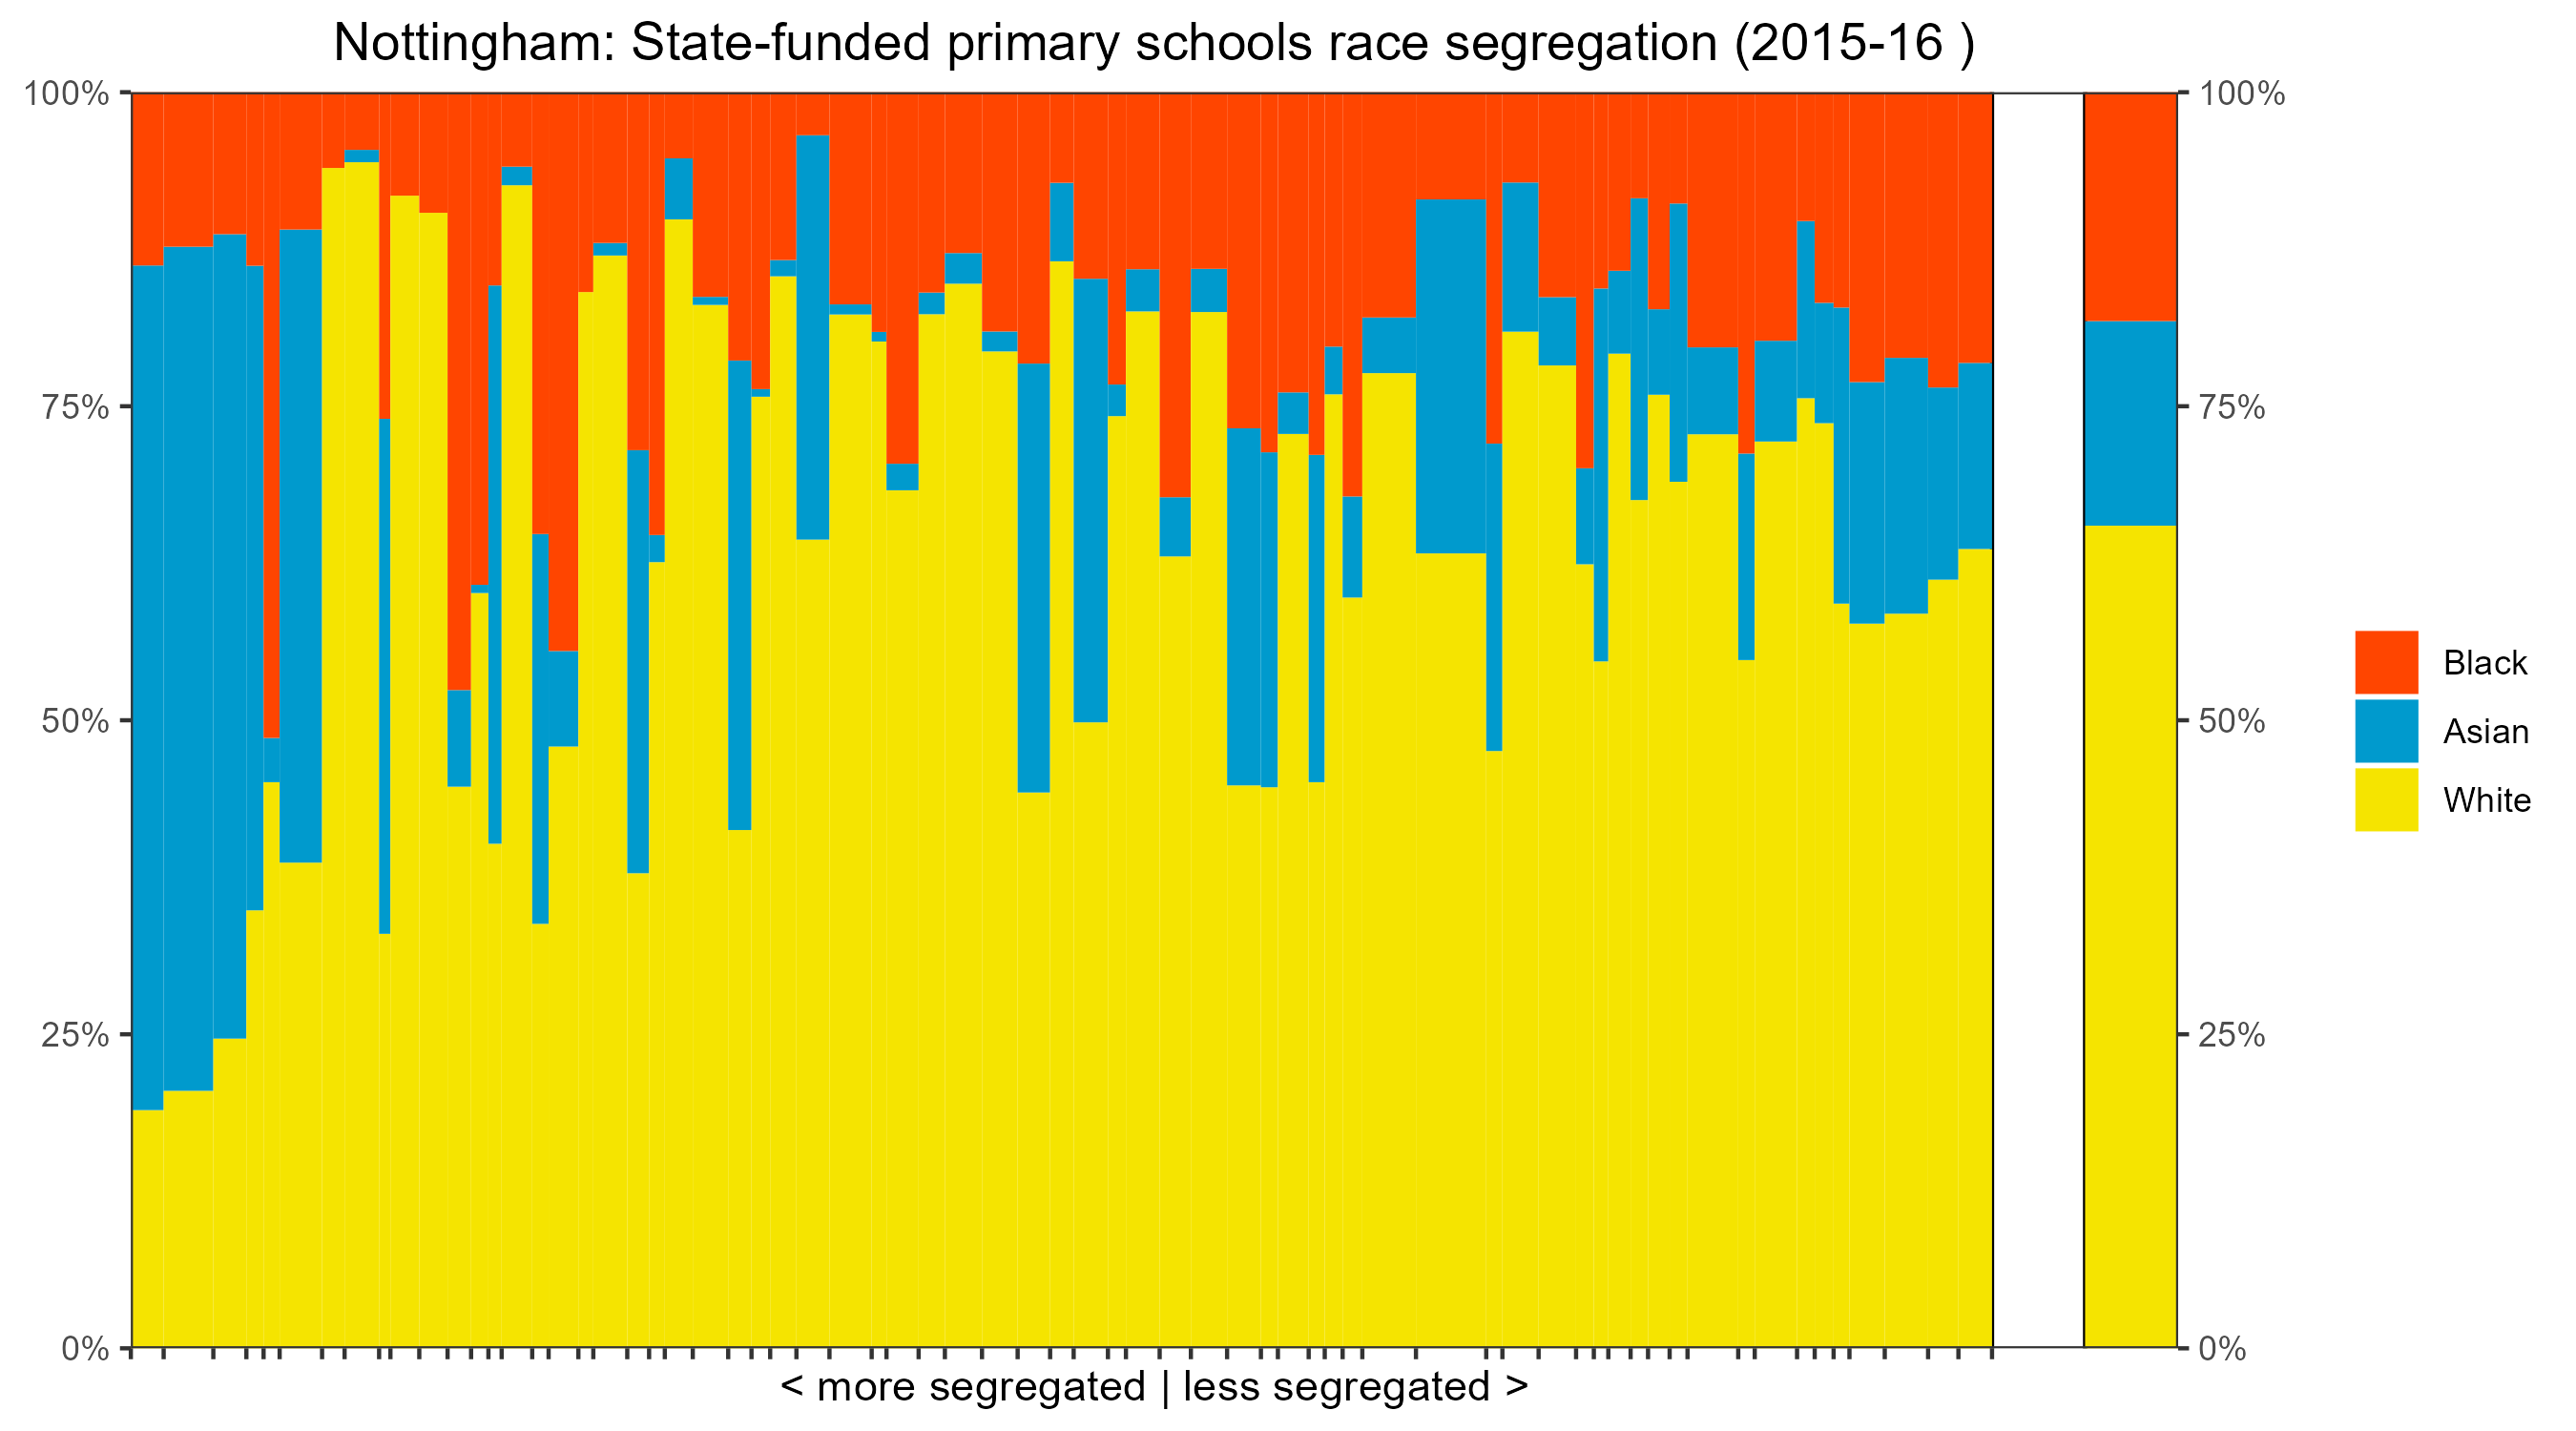 Nottingham: State-funded primary schools race segregation (2015-16 )
100%
75%
50%
25%
0%
100%
75%
50%
25%
0%
Black
Asian
White
< more segregated | less segregated >